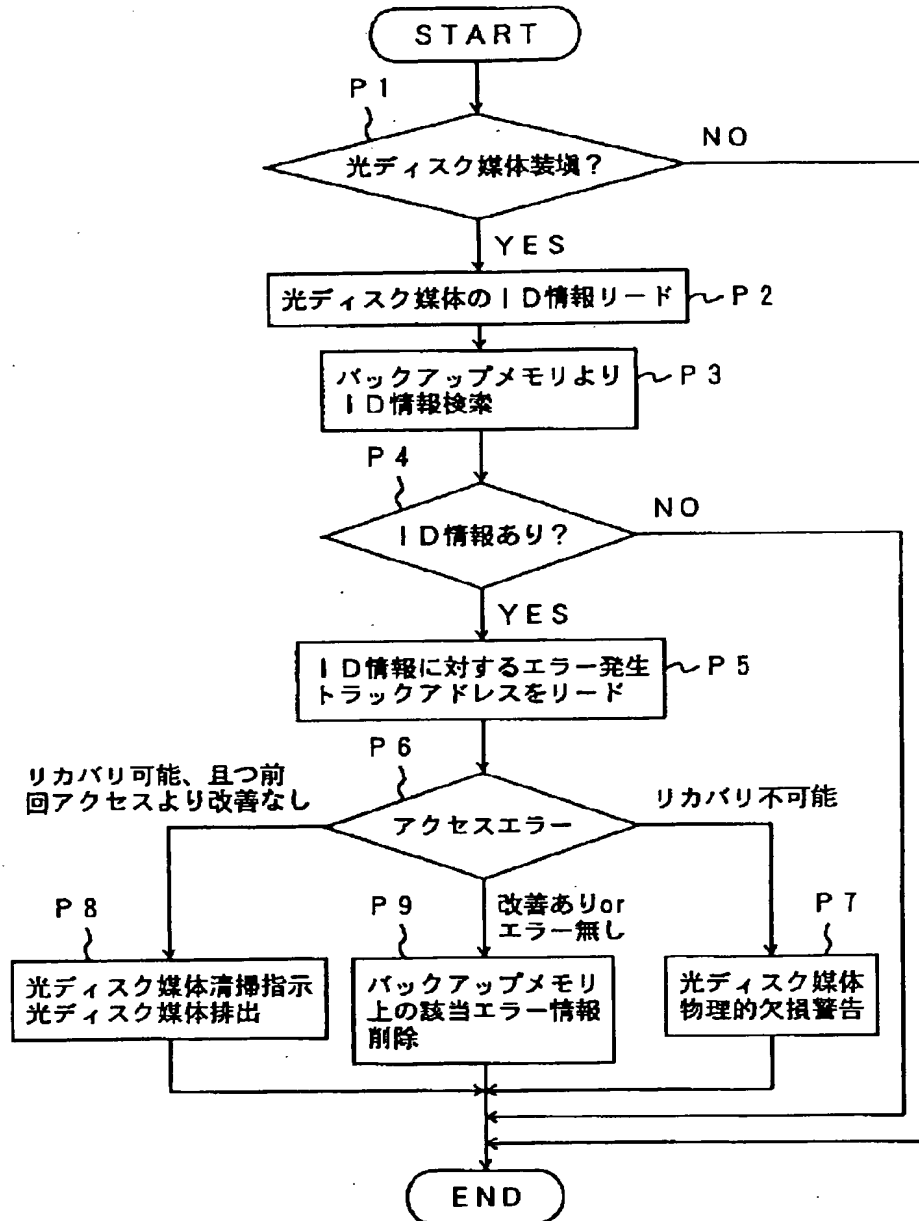 START
P1
光ディスク媒体装填?
NO
YES
光ディスク媒体のID情報リード
P2
バックアップメモリより
ID情報検索
P3
P4
ID情報あり?
NO
YES
ID情報に対するエラー発生
トラックアドレスをリード
P5
P6
リカバリ可能、且つ前
回アクセスより改善なし
アクセスエラー
リカバリ不可能
P8
P9
改善ありor
エラー無し
P7
光ディスク媒体清掃指示
光ディスク媒体排出
バックアップメモリ
上の該当エラー情報
削除
光ディスク媒体
物理的欠損警告
END